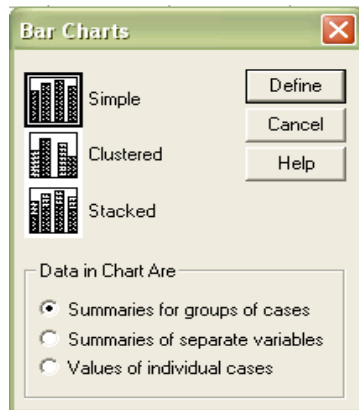 Bar Charts
Simple
Define
Cancel
Clustered
Help
Stacked
Data in Chart Are
Summaries for groups of cases
Summaries of separate variables
Values of individual cases